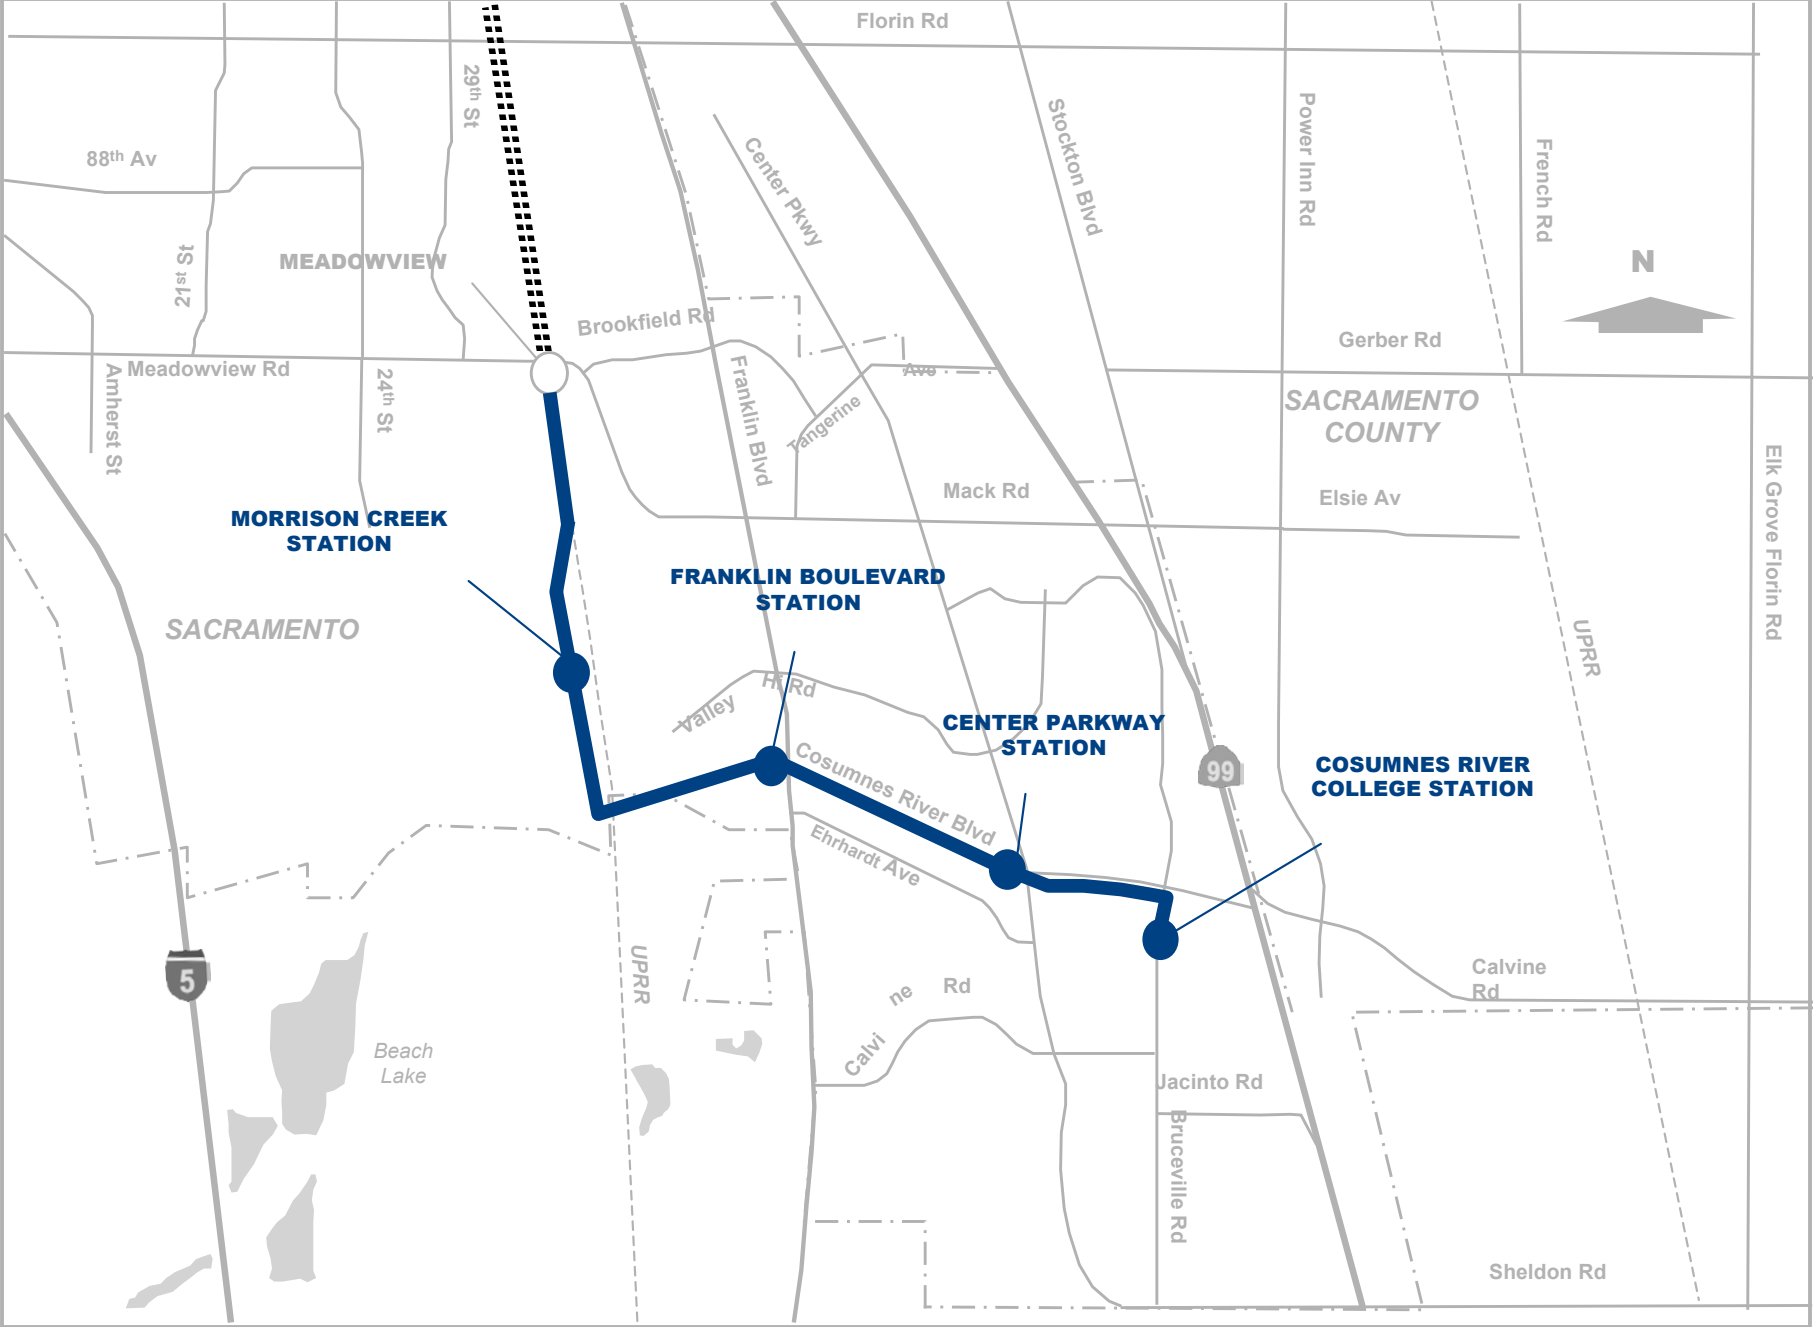 Florin Rd
29th St
Stockton Blvd
Power Inn Rd
Center Pkwy
French Rd
88th Av
21st St
MEADOWVIEW
N
Brookfield Rd
Gerber Rd
Meadowview Rd
Amherst St
24th St
Franklin Blvd
Ave
Tangerine
SACRAMENTO
COUNTY
Elk Grove Florin Rd
Mack Rd
Elsie Av
MORRISON CREEK
STATION
FRANKLIN BOULEVARD
STATION
SACRAMENTO
UPRR
Valley
Hi Rd
CENTER PARKWAY
STATION
99
COSUMNES RIVER
COLLEGE STATION
Cosumnes River Blvd
Ehrhardt Ave
5
UPRR
Calvi
ne
Rd
Calvine
Rd
Beach
Lake
Jacinto Rd
Bruceville Rd
Sheldon Rd